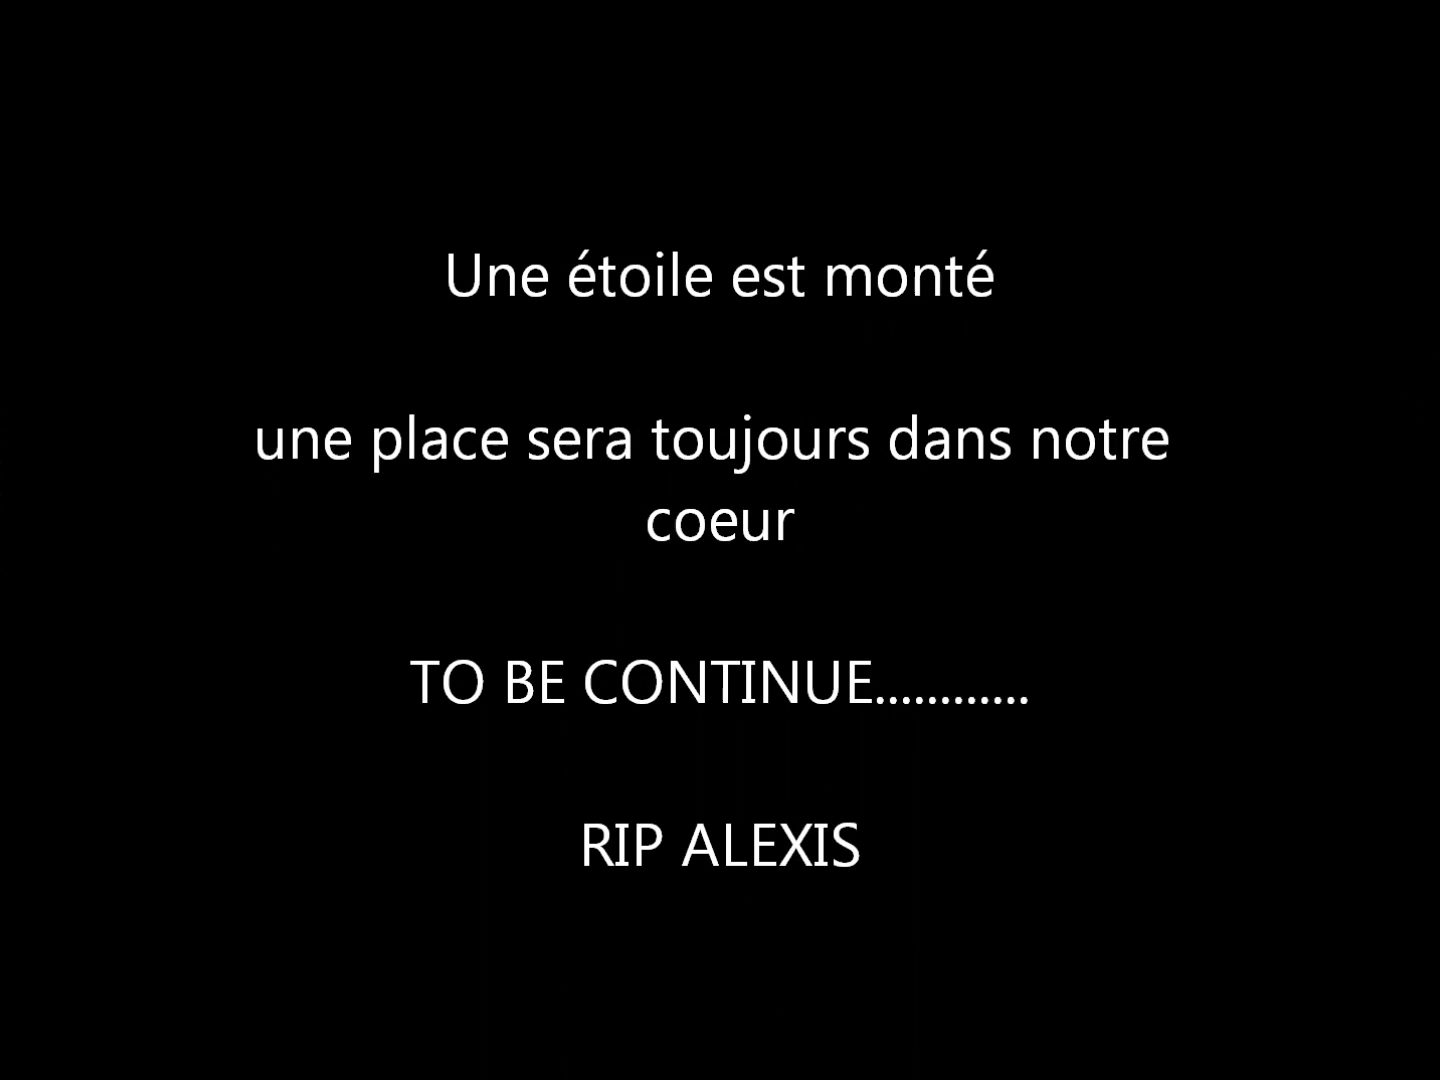 Une étoile est monté
une place sera toujours dans notre
coeur
TO BE CONTINUE............
RIP ALEXIS